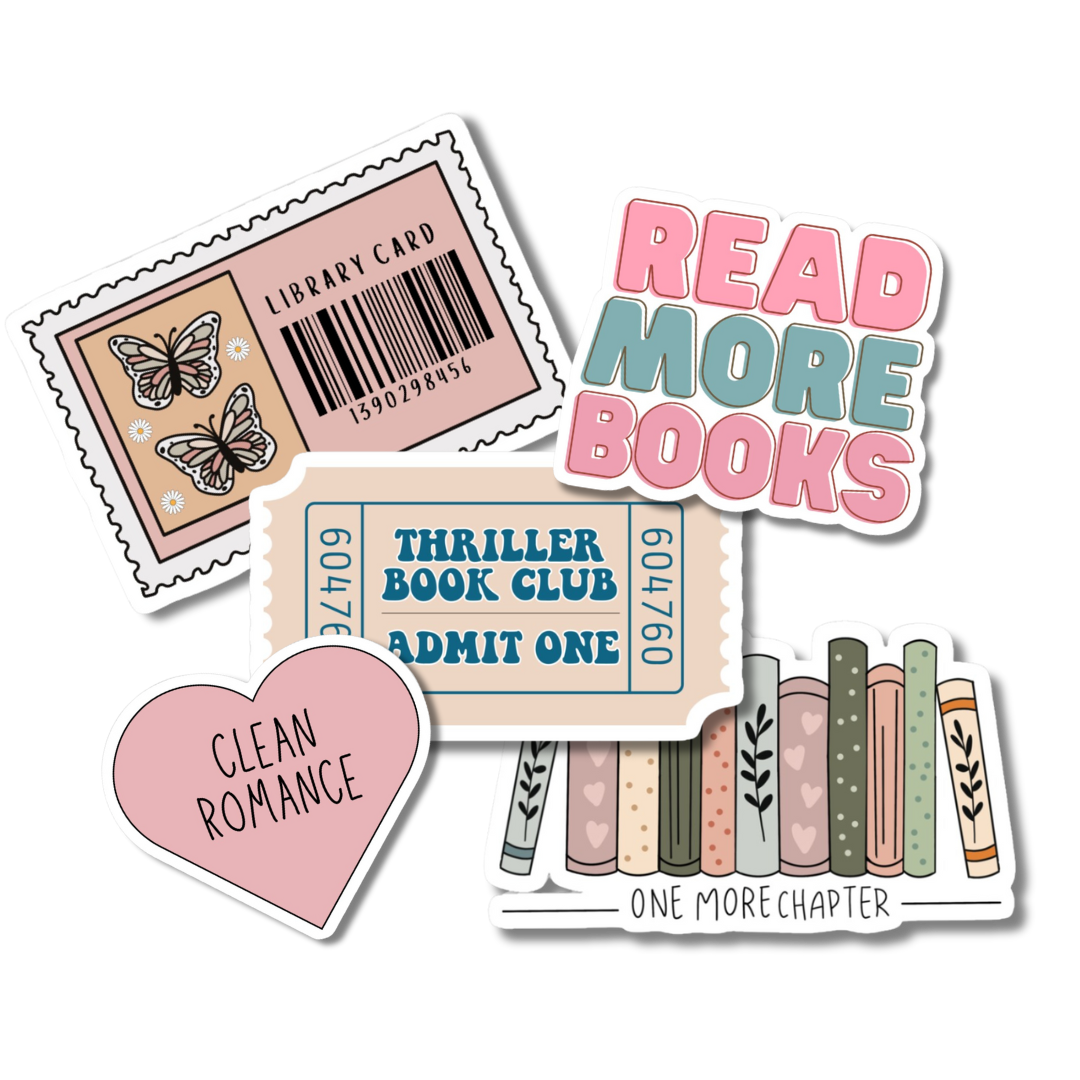 LIBRARY CARD
1390298456
READ
MORE
BOOKS
604760
THRILLER
BOOK CLUB
ADMIT ONE
604760
CLEAN
ROMANCE
ONE MORE CHAPTER